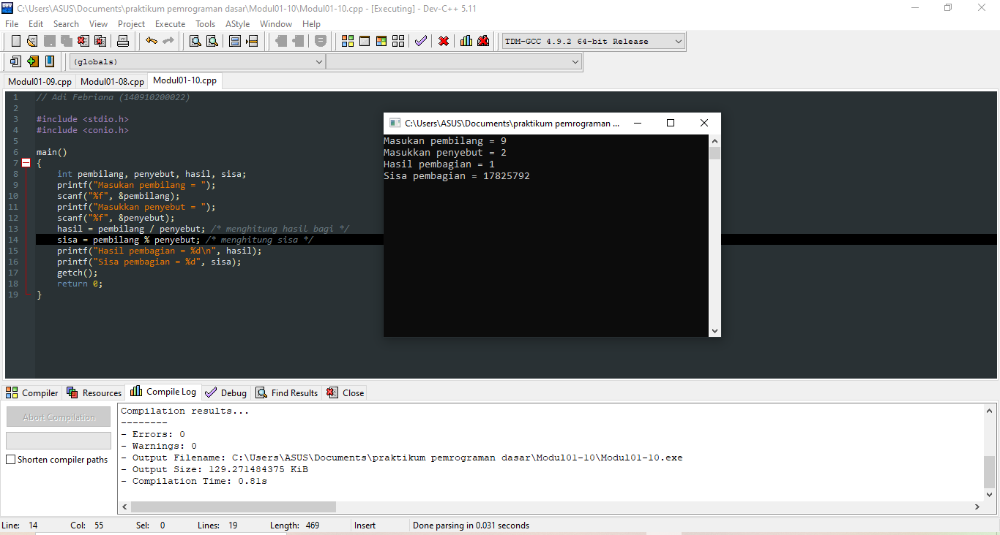 C:\Users\ASUS\Documents\praktikum pemrograman dasar\Modul01-10\Modul01-10.cpp - [Executing] - Dev-C++ 5.11
File Edit Search View Project Execute Tools AStyle Window Help
TDM-GCC 4.9.2 64-bit Release
(globals)
Modul01-09.cpp Modul01-08.cpp Modul01-10.cpp
1 // Adi Febriana (140910200022)
2
3 #include <stdio.h>
4 #include <conio.h>
5
6 main()
7 {
8 int pembilang, penyebut, hasil, sisa;
9 printf("Masukan pembilang = ");
10 scanf("%f", &pembilang);
11 printf("Masukkan penyebut = ");
12 scanf("%f", &penyebut);
13 hasil = pembilang / penyebut; /* menghitung hasil bagi */
14 sisa = pembilang % penyebut; /* menghitung sisa */
15 printf("Hasil pembagian = %d\n", hasil);
16 printf("Sisa pembagian = %d", sisa);
17 getch();
18 return 0;
19 }
C:\Users\ASUS\Documents\praktikum pemrograman ...
Masukan pembilang = 9
Masukkan penyebut = 2
Hasil pembagian = 1
Sisa pembagian = 17825792
Compiler Resources Compile Log Debug Find Results Close
Abort Compilation
Shorten compiler paths
Compilation results...
--------
- Errors: 0
- Warnings: 0
- Output Filename: C:\Users\ASUS\Documents\praktikum pemrograman dasar\Modul01-10\Modul01-10.exe
- Output Size: 129.271484375 KiB
- Compilation Time: 0.81s
Line: 14 Col: 55 Sel: 0 Lines: 19 Length: 469 Insert Done parsing in 0.031 seconds